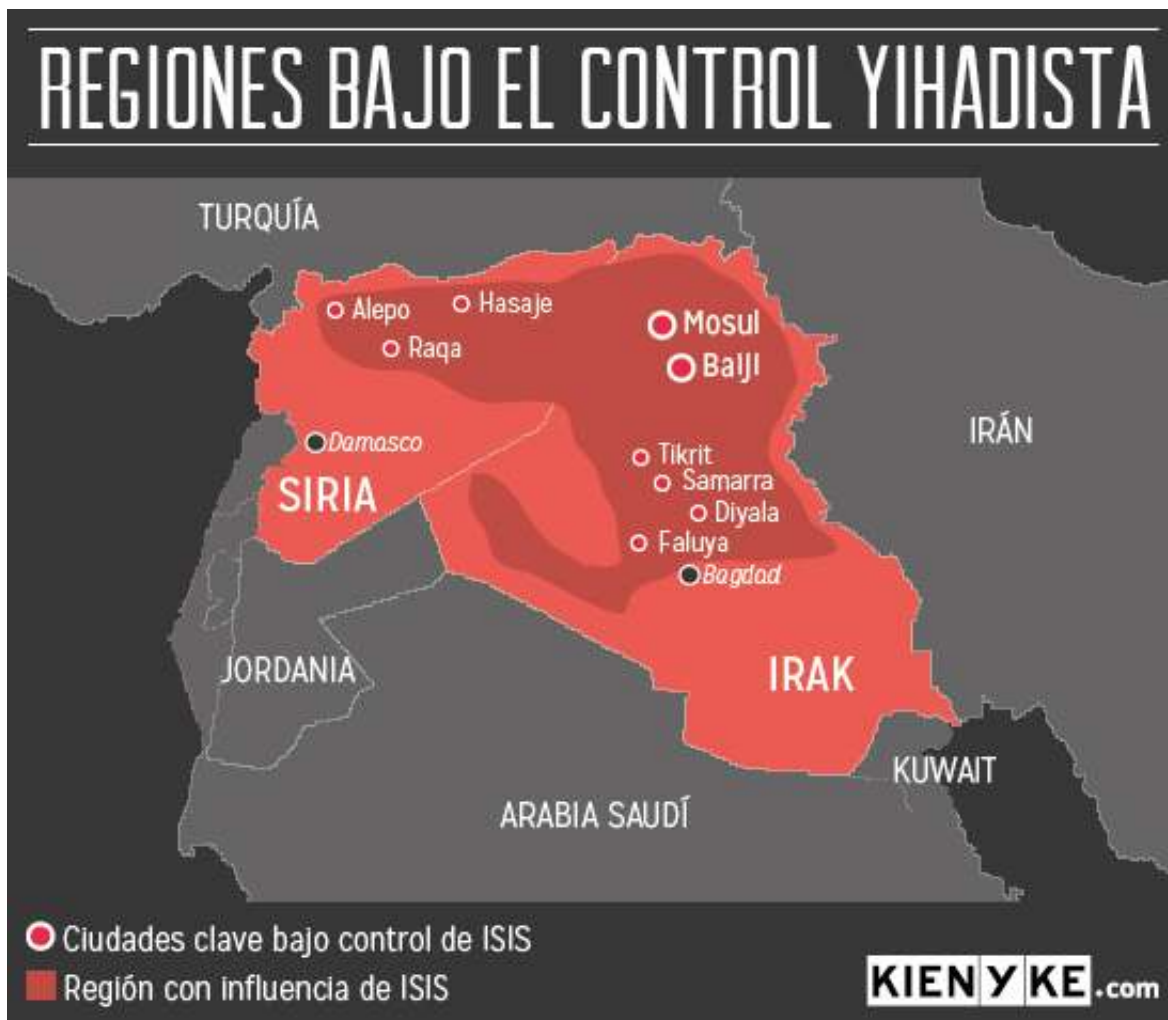 REGIONES BAJO EL CONTROL YIHADISTA
TURQUÍA
Alepo
Hasaje
Mosul
Raqa
Baiji
IRÁN
Damasco
Tikrit
SIRIA
Samarra
Diyala
Faluya
Bagdad
JORDANIA
IRAK
KUWAIT
ARABIA SAUDÍ
Ciudades clave bajo control de ISIS
Región con influencia de ISIS
KIENYKE.com